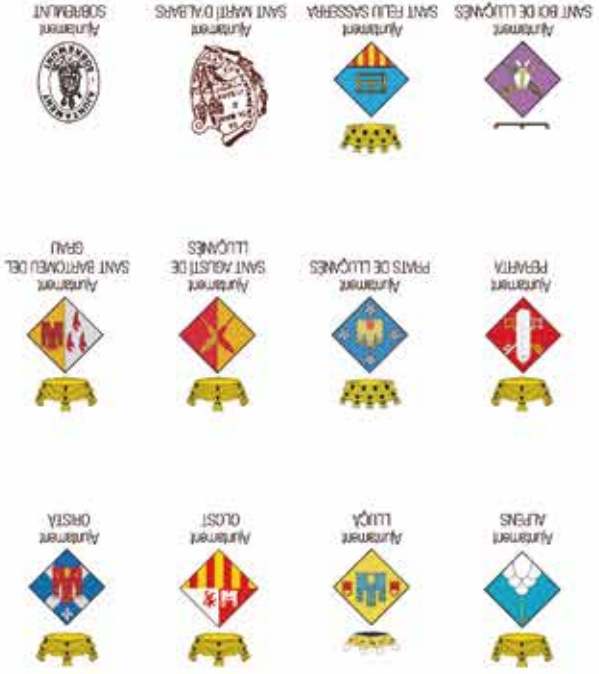 Ajuntament
ALPENS
Ajuntament
LLUÇÀ
Ajuntament
OLOST
Ajuntament
ORISTÀ
Ajuntament
PERAFITA
Ajuntament
PRATS DE LLUÇANÈS
Ajuntament
SANT AGUSTÍ DE
LLUÇANÈS
Ajuntament
SANT BARTOMEU DEL
GRAU
Ajuntament
SANT BOI DE LLUÇANÈS
Ajuntament
SANT FELIU SASSERRA
Ajuntament
SANT MARTÍ D'ALBARS
AJUNTAMENT
SOBREMUNT
Ajuntament
SOBREMUNT